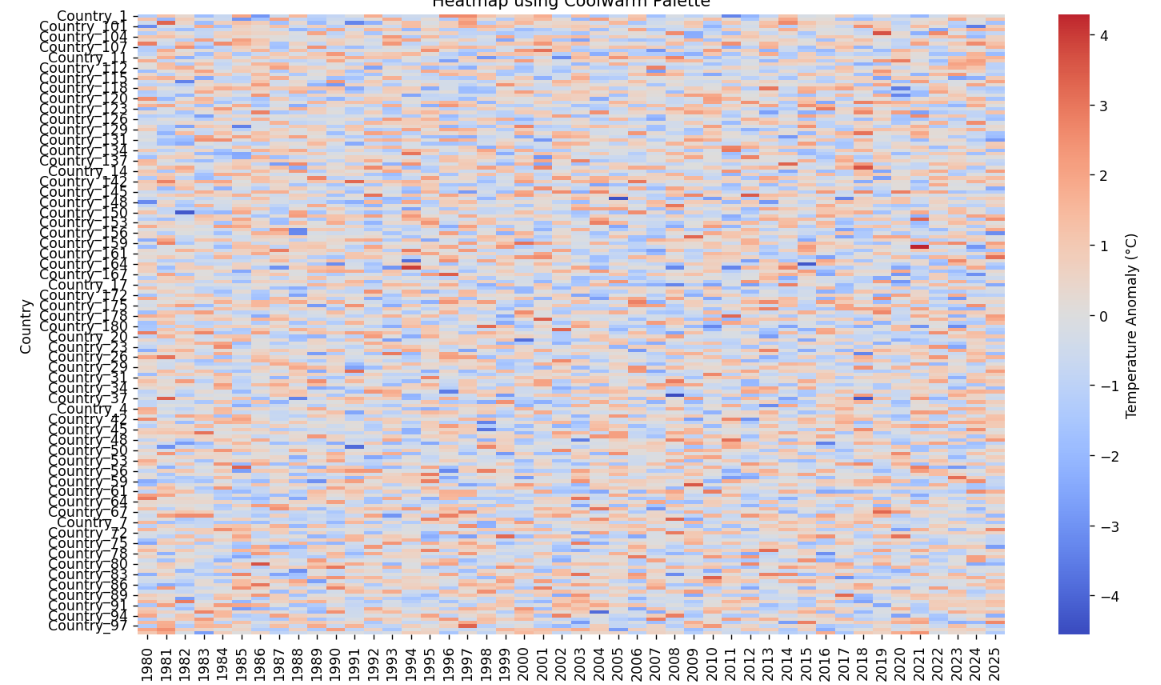 Heatmap using Coolwarm Palette
Country_1
Country_101
Country_104
Country_107
Country_11
Country_112
Country_115
Country_118
Country_120
Country_123
Country_126
Country_129
Country_131
Country_134
Country_137
Country_14
Country_142
Country_145
Country_148
Country_150
Country_153
Country_156
Country_159
Country_161
Country_164
Country_167
Country_17
Country_172
Country_175
Country_178
Country_180
Country_20
Country_23
Country_26
Country_29
Country_31
Country_34
Country_37
Country_4
Country_42
Country_45
Country_48
Country_50
Country_53
Country_56
Country_59
Country_61
Country_64
Country_67
Country_7
Country_72
Country_75
Country_78
Country_80
Country_83
Country_86
Country_89
Country_91
Country_94
Country_97
Country
1980 1981 1982 1983 1984 1985 1986 1987 1988 1989 1990 1991 1992 1993 1994 1995 1996 1997 1998 1999 2000 2001 2002 2003 2004 2005 2006 2007 2008 2009 2010 2011 2012 2013 2014 2015 2016 2017 2018 2019 2020 2021 2022 2023 2024 2025
4
3
2
1
0
−1
−2
−3
−4
Temperature Anomaly (°C)